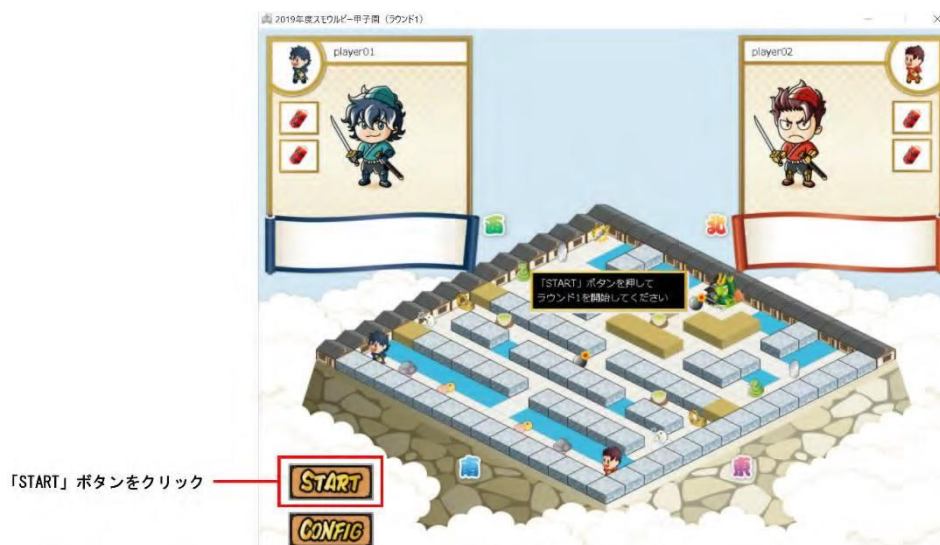 2019年度スモウルビー甲子園（ラウンド1）
player01
player02
西
北
「START」ボタンを押して
ラウンド1を開始してください
南
東
「START」ボタンをクリック
START
CONFIG